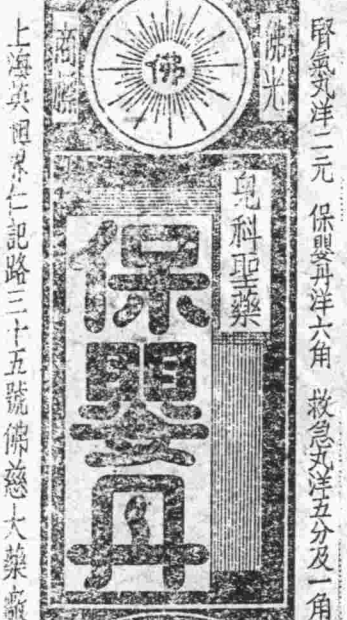 腎氣丸洋二元 保嬰丹洋六角 救急丸洋五分及一角
佛光
佛
商標
兒科聖藥
保嬰丹
上海英租界仁記路三十五號佛慈大藥廠